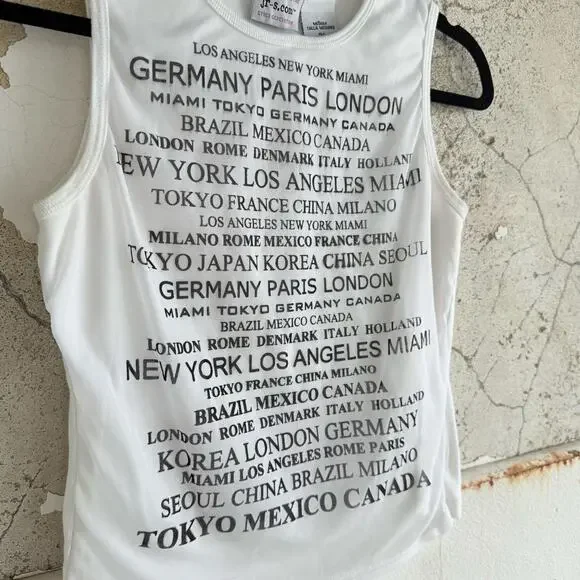 jr-s.com
MEDIUM
LOS ANGELES NEW YORK MIAMI
GERMANY PARIS LONDON
MIAMI TOKYO GERMANY CANADA
BRAZIL MEXICO CANADA
LONDON ROME DENMARK ITALY HOLLAND
NEW YORK LOS ANGELES MIAMI
TOKYO FRANCE CHINA MILANO
LOS ANGELES NEW YORK MIAMI
MILANO ROME MEXICO FRANCE CHINA
TOKYO JAPAN KOREA CHINA SEOUL
GERMANY PARIS LONDON
MIAMI TOKYO GERMANY CANADA
BRAZIL MEXICO CANADA
LONDON ROME DENMARK ITALY HOLLAND
NEW YORK LOS ANGELES MIAMI
TOKYO FRANCE CHINA MILANO
BRAZIL MEXICO CANADA
LONDON ROME DENMARK ITALY HOLLAND
KOREA LONDON GERMANY
MIAMI LOS ANGELES ROME PARIS
SEOUL CHINA BRAZIL MILANO
TOKYO MEXICO CANADA